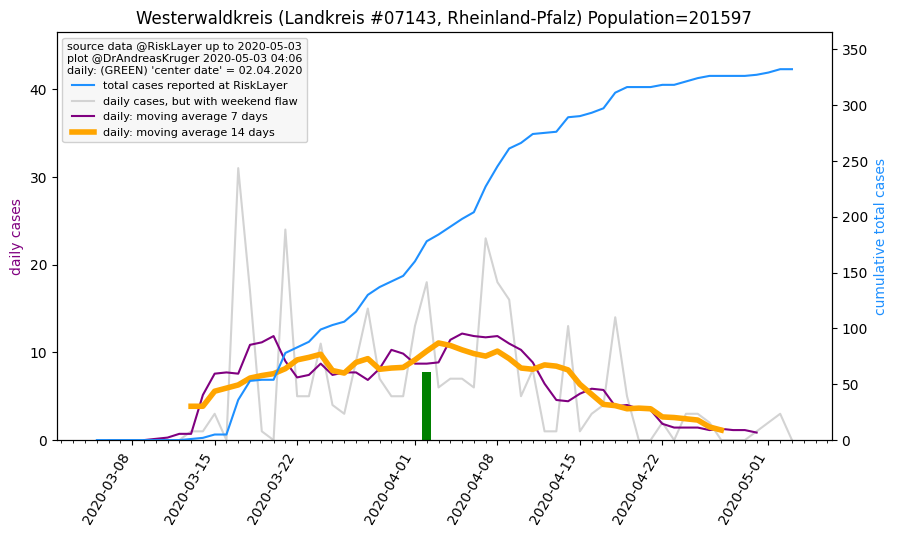 Westerwaldkreis (Landkreis #07143, Rheinland-Pfalz) Population=201597
source data @RiskLayer up to 2020-05-03
plot @DrAndreasKruger 2020-05-03 04:06
daily: (GREEN) 'center date' = 02.04.2020
total cases reported at RiskLayer
daily cases, but with weekend flaw
daily: moving average 7 days
daily: moving average 14 days
daily cases
40
30
20
10
0
350
300
250
200
150
100
50
0
cumulative total cases
2020-03-08
2020-03-15
2020-03-22
2020-04-01
2020-04-08
2020-04-15
2020-04-22
2020-05-01